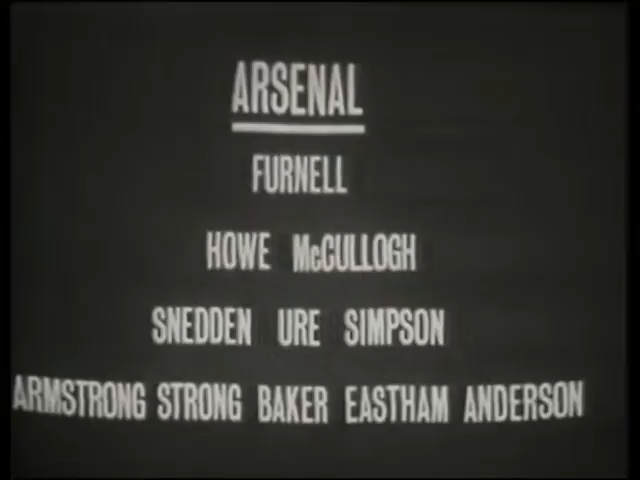 ARSENAL
FURNELL
HOWE McCULLOGH
SNEDDEN URE SIMPSON
ARMSTRONG STRONG BAKER EASTHAM ANDERSON